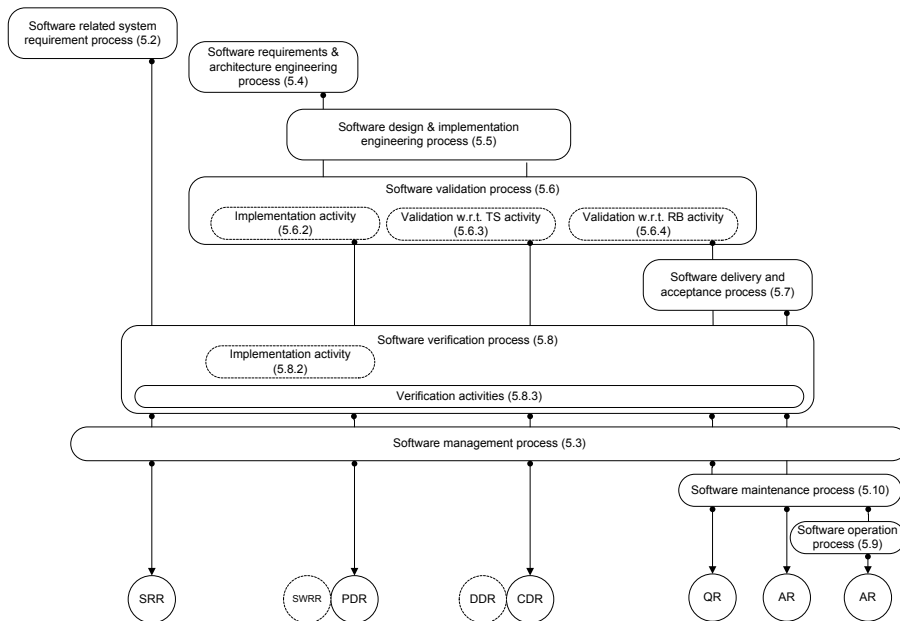 Software related system
requirement process (5.2)
Software requirements &
architecture engineering
process (5.4)
Software design & implementation
engineering process (5.5)
Software validation process (5.6)
Implementation activity
(5.6.2)
Validation w.r.t. TS activity
(5.6.3)
Validation w.r.t. RB activity
(5.6.4)
Software delivery and
acceptance process (5.7)
Software verification process (5.8)
Implementation activity
(5.8.2)
Verification activities (5.8.3)
Software management process (5.3)
Software maintenance process (5.10)
Software operation
process (5.9)
SRR
SWRR
PDR
DDR
CDR
QR
AR
AR